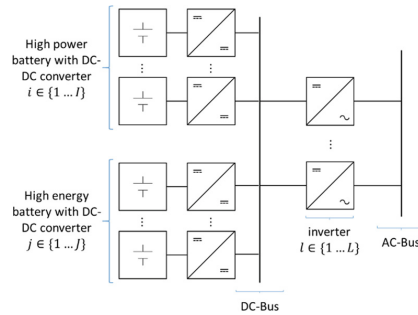 High power
battery with DC-
DC converter
i ∈ {1 … I}
High energy
battery with DC-
DC converter
j ∈ {1 … J}
inverter
l ∈ {1 … L}
AC-Bus
DC-Bus